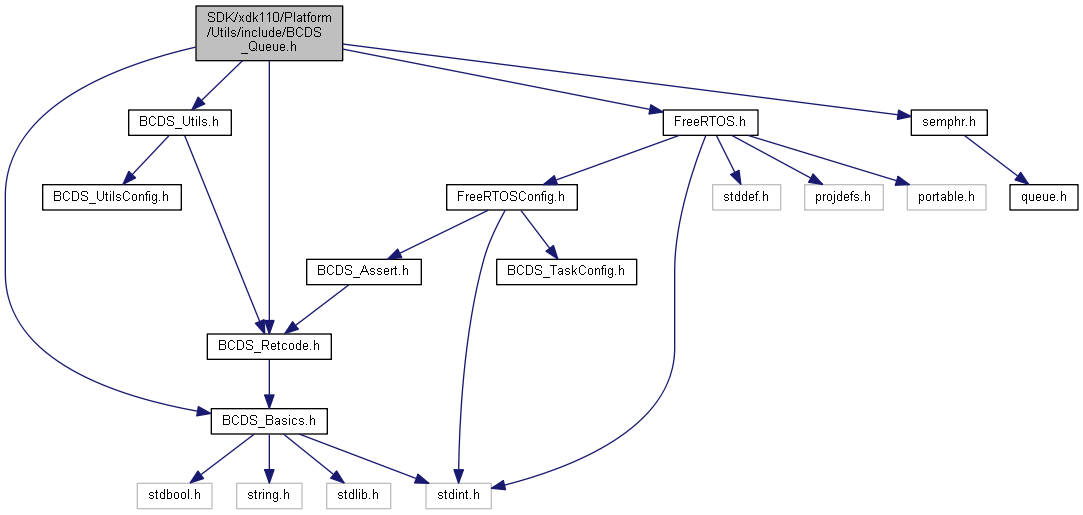 SDK/xdk110/Platform
/Utils/include/BCDS
_Queue.h
BCDS_Utils.h
FreeRTOS.h
semphr.h
BCDS_UtilsConfig.h
FreeRTOSConfig.h
stddef.h
projdefs.h
portable.h
queue.h
BCDS_Assert.h
BCDS_TaskConfig.h
BCDS_Retcode.h
BCDS_Basics.h
stdbool.h
string.h
stdlib.h
stdint.h